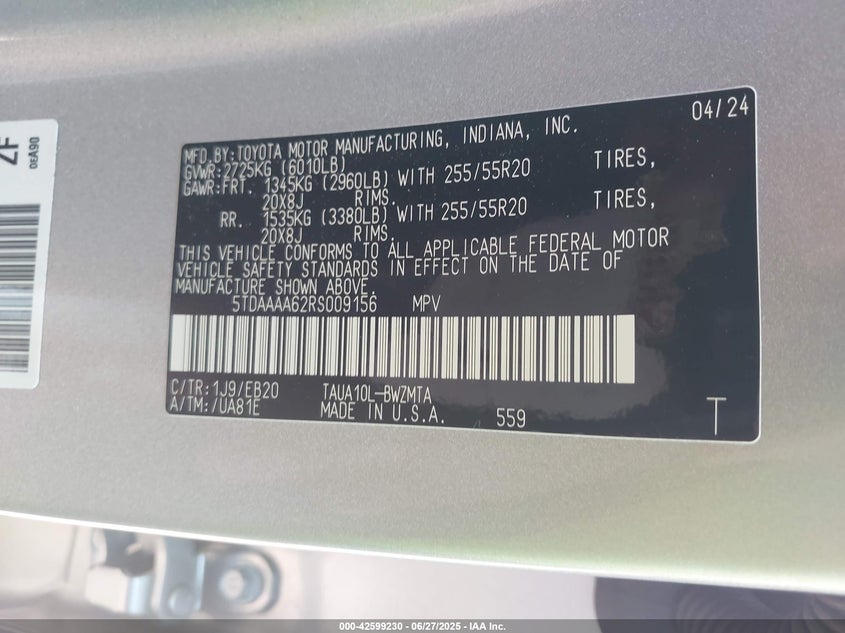 2F
0EA90
04/24
MFD.BY:TOYOTA MOTOR MANUFACTURING, INDIANA, INC.
GVWR:2725KG (6010LB)
GAWR:FRT. 1345KG (2960LB) WITH 255/55R20 TIRES,
20X8J RIMS.
RR. 1535KG (3380LB) WITH 255/55R20 TIRES,
20X8J RIMS.
THIS VEHICLE CONFORMS TO ALL APPLICABLE FEDERAL MOTOR
VEHICLE SAFETY STANDARDS IN EFFECT ON THE DATE OF
MANUFACTURE SHOWN ABOVE.
5TDAAAA62RS009156 MPV
C/TR:1J9/EB20 TAUA10L-BWZMTA
A/TM:/UA81E MADE IN U.S.A. 559
T
000-42599230 - 06/27/2025 - IAA Inc.